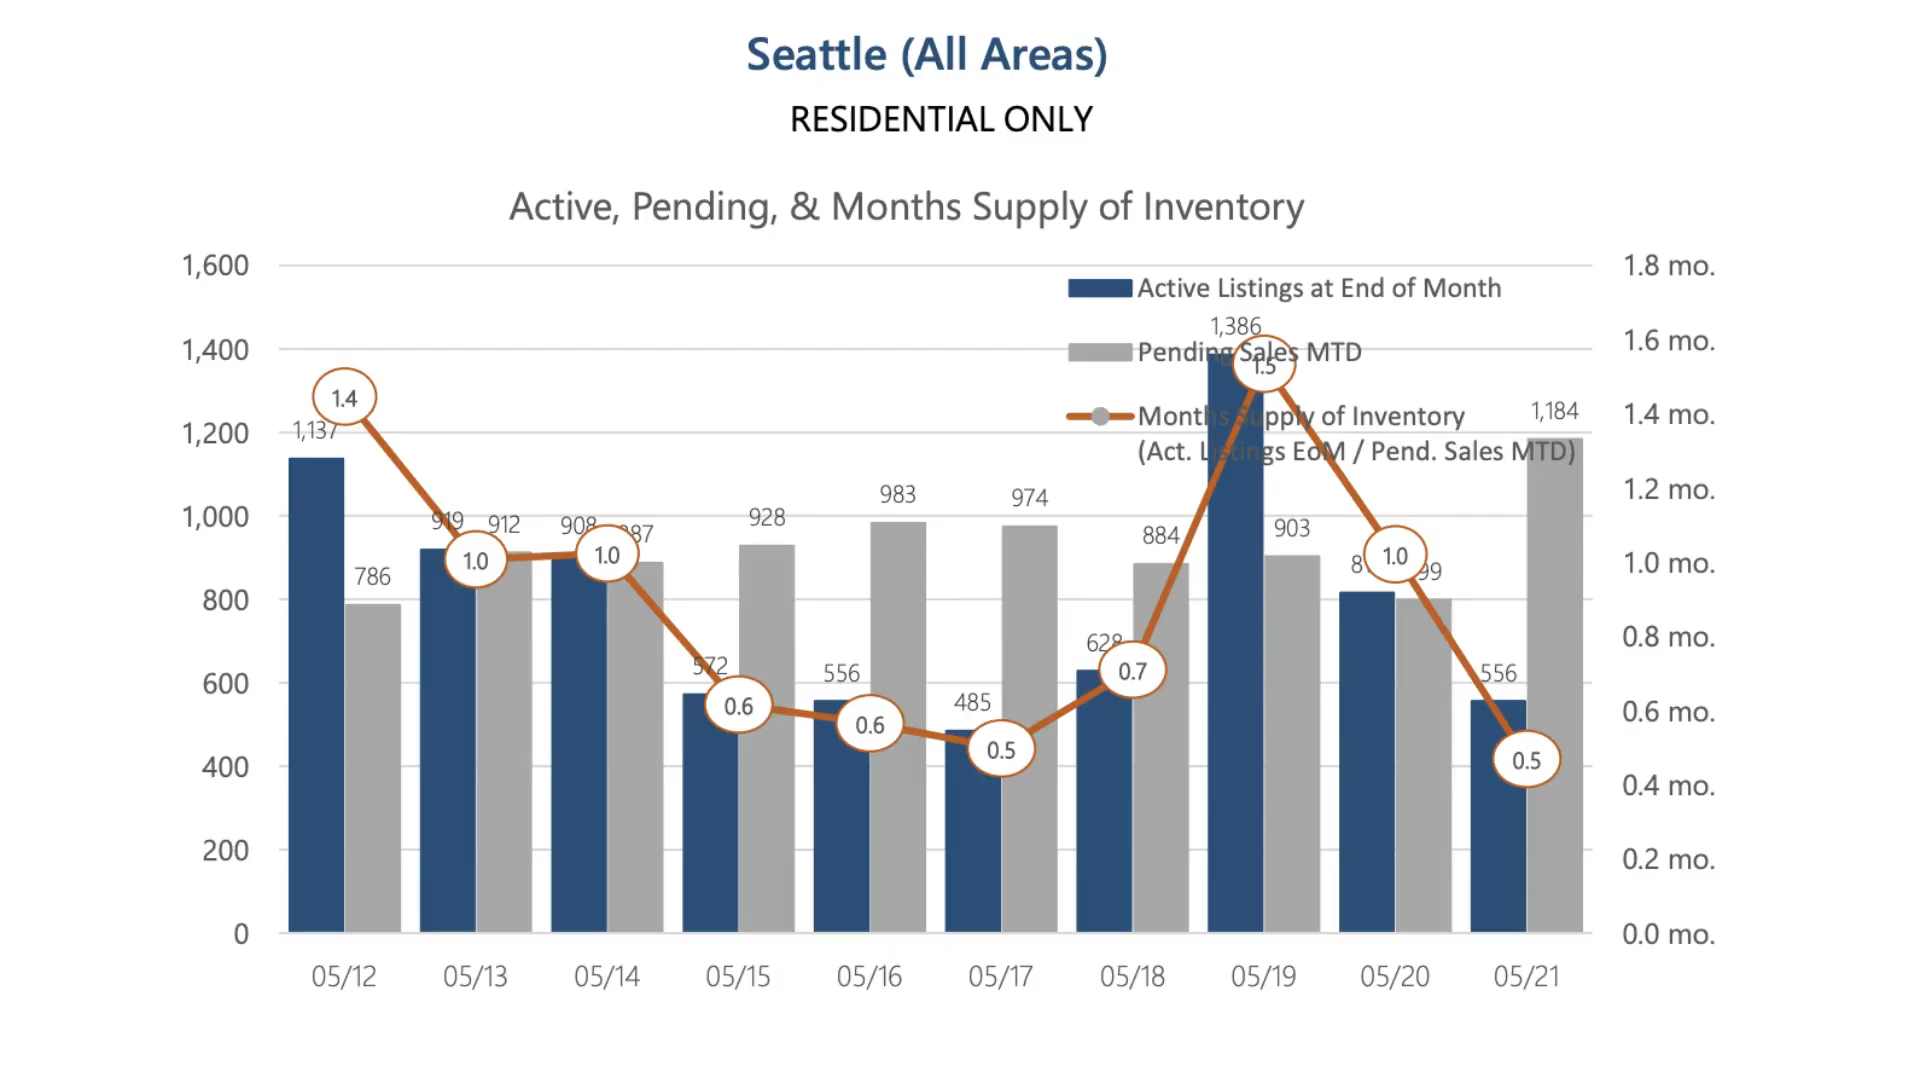 Seattle (All Areas)
RESIDENTIAL ONLY
Active, Pending, & Months Supply of Inventory
1,600
1,400
1,200
1,000
800
600
400
200
0
1.8 mo.
1.6 mo.
1.4 mo.
1.2 mo.
1.0 mo.
0.8 mo.
0.6 mo.
0.4 mo.
0.2 mo.
0.0 mo.
Active Listings at End of Month
Pending Sales MTD
Months Supply of Inventory
(Act. Listings EoM / Pend. Sales MTD)
1,137
786
919
912
908
572
928
556
983
485
974
628
884
1,386
903
556
1,184
1.4
1.0
1.0
0.6
0.6
0.5
0.7
1.5
1.0
0.5
05/12
05/13
05/14
05/15
05/16
05/17
05/18
05/19
05/20
05/21